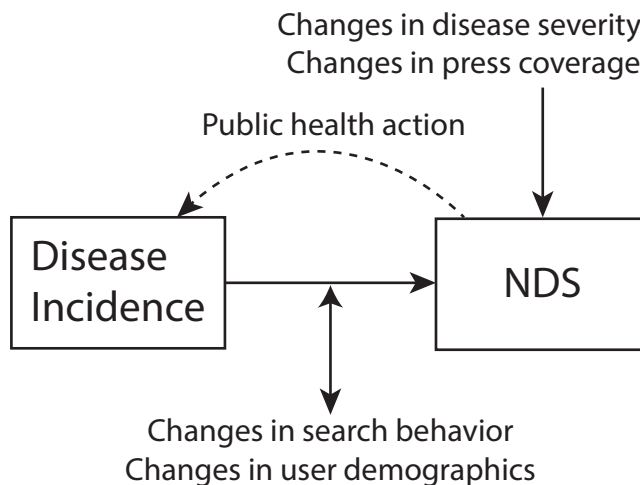 Changes in disease severity
Changes in press coverage
Public health action
Disease
Incidence
NDS
Changes in search behavior
Changes in user demographics